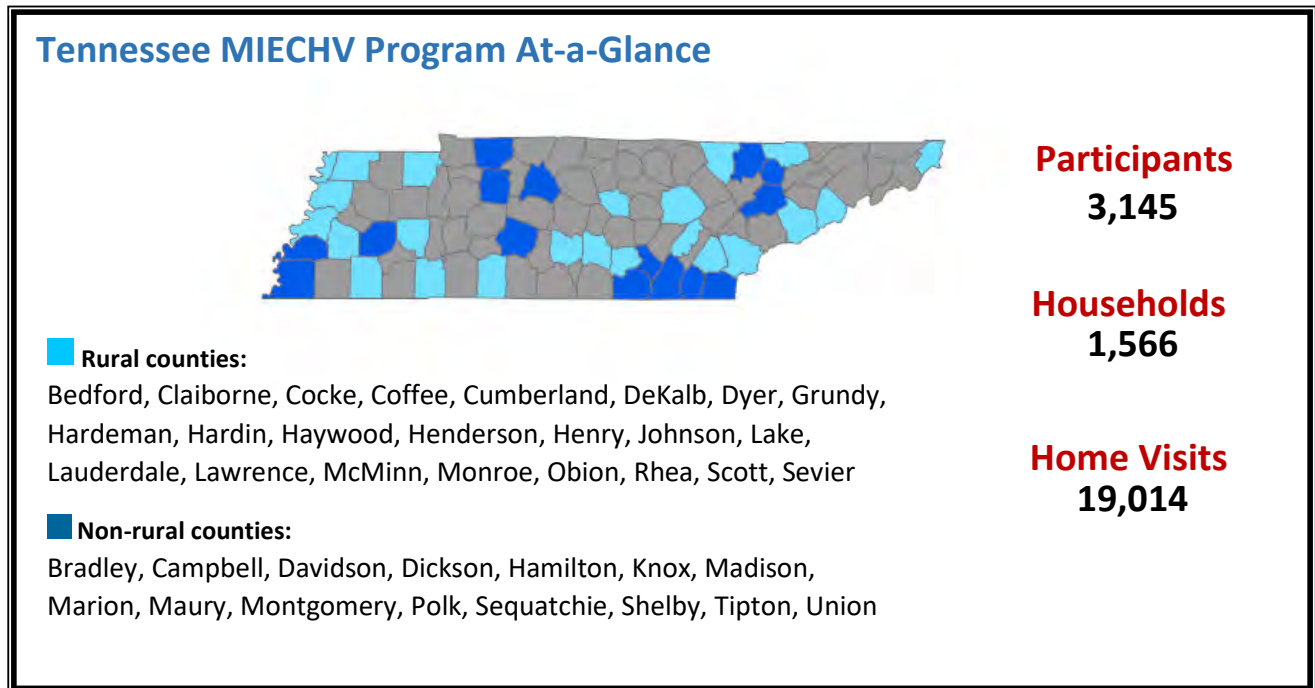 Tennessee MIECHV Program At-a-Glance
Participants
3,145
Households
1,566
Home Visits
19,014
Rural counties:
Bedford, Claiborne, Cocke, Coffee, Cumberland, DeKalb, Dyer, Grundy,
Hardeman, Hardin, Haywood, Henderson, Henry, Johnson, Lake,
Lauderdale, Lawrence, McMinn, Monroe, Obion, Rhea, Scott, Sevier
Non-rural counties:
Bradley, Campbell, Davidson, Dickson, Hamilton, Knox, Madison,
Marion, Maury, Montgomery, Polk, Sequatchie, Shelby, Tipton, Union